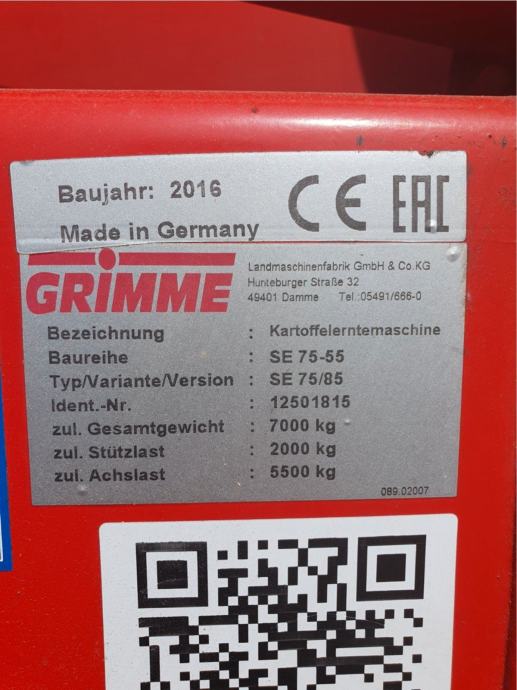 Baujahr: 2016
Made in Germany
CE EAC
GRIMME
Landmaschinenfabrik GmbH & Co.KG
Hunteburger Straße 32
49401 Damme Tel.:05491/666-0
Bezeichnung : Kartoffelerntemaschine
Baureihe : SE 75-55
Typ/Variante/Version : SE 75/85
Ident.-Nr. : 12501815
zul. Gesamtgewicht : 7000 kg
zul. Stützlast : 2000 kg
zul. Achslast : 5500 kg
089.02007